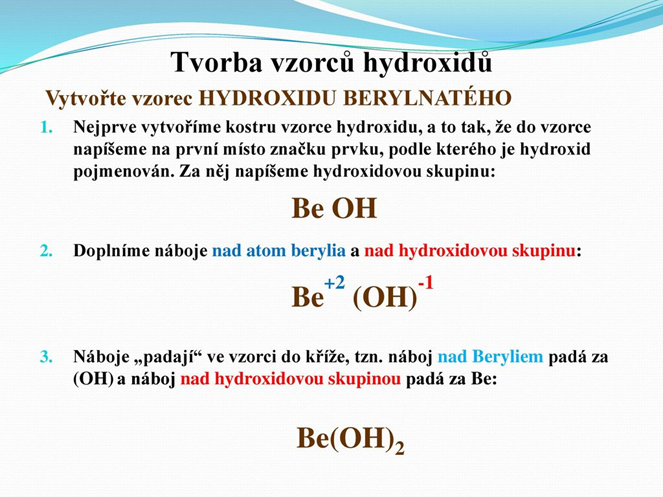 Tvorba vzorců hydroxidů
Vytvořte vzorec HYDROXIDU BERYLNATÉHO
1. Nejprve vytvoříme kostru vzorce hydroxidu, a to tak, že do vzorce
napíšeme na první místo značku prvku, podle kterého je hydroxid
pojmenován. Za něj napíšeme hydroxidovou skupinu:
Be OH
2. Doplníme náboje nad atom berylia a nad hydroxidovou skupinu:
Be⁺² (OH)⁻¹
3. Náboje „padají“ ve vzorci do kříže, tzn. náboj nad Beryliem padá za
(OH) a náboj nad hydroxidovou skupinou padá za Be:
Be(OH)₂